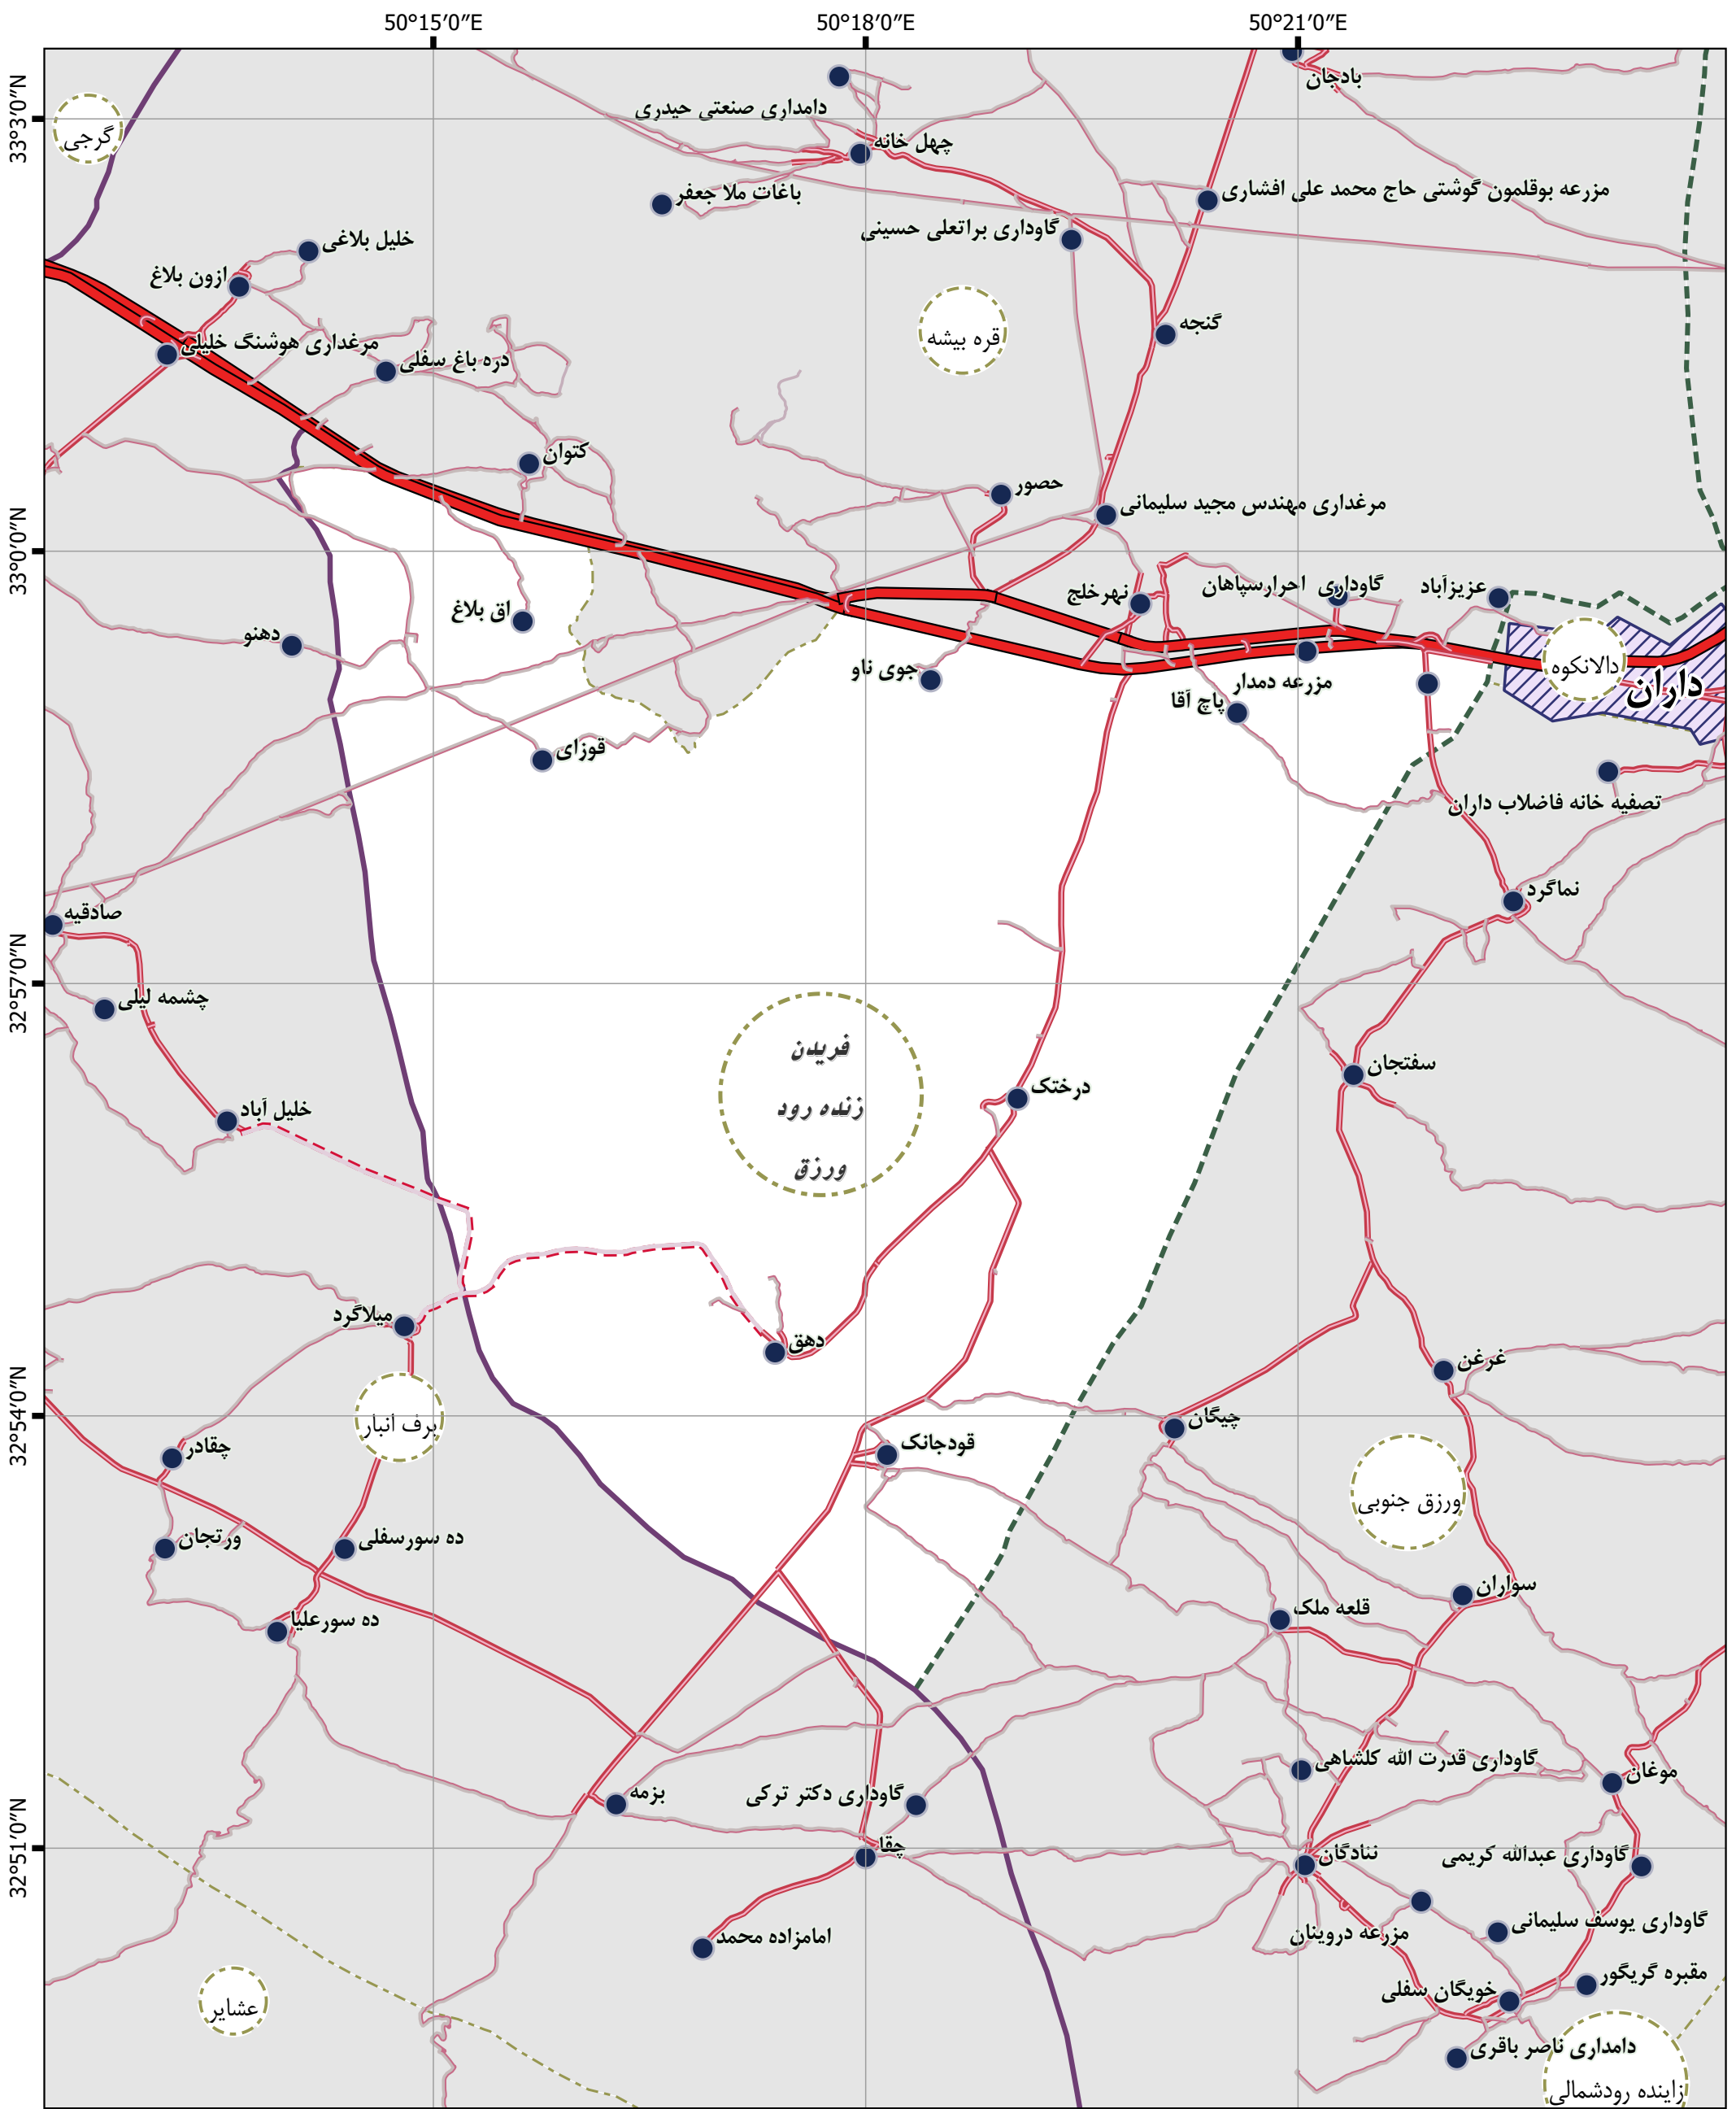 50°15′0″E
50°18′0″E
50°21′0″E
33°3′0″N
33°0′0″N
32°57′0″N
32°54′0″N
32°51′0″N
بادجان
دامداری صنعتی حیدری
گرجی
چهل خانه
باغات ملا جعفر
مزرعه بوقلمون گوشتی حاج محمد علی افشاری
گاوداری براتعلی حسینی
خلیل بلاغی
ازون بلاغ
گنجه
قره بیشه
مرغداری هوشنگ خلیلی
دره باغ سفلی
کتوان
حصور
مرغداری مهندس مجید سلیمانی
گاوداری احرارسپاهان
عزیزآباد
نهرخلج
اق بلاغ
دهنو
جوی ناو
دالانکوه
داران
مزرعه دمدار
پاچ آقا
قوزای
تصفیه خانه فاضلاب داران
نماگرد
صادقیه
چشمه لیلی
فریدن
زنده رود
ورزق
سفتجان
درختک
خلیل آباد
میلاگرد
دهق
غرغن
برف انبار
چیگان
قودجانک
چقادر
ورزق جنوبی
ورتجان
ده سورسفلی
سواران
قلعه ملک
ده سورعلیا
گاوداری قدرت الله کلشاهی
موغان
بزمه
گاوداری دکتر ترکی
چقا
ننادگان
گاوداری عبدالله کریمی
گاوداری یوسف سلیمانی
مزرعه دروینان
امامزاده محمد
مقبره گریگور
خویگان سفلی
عشایر
دامداری ناصر باقری
زاینده رودشمالی